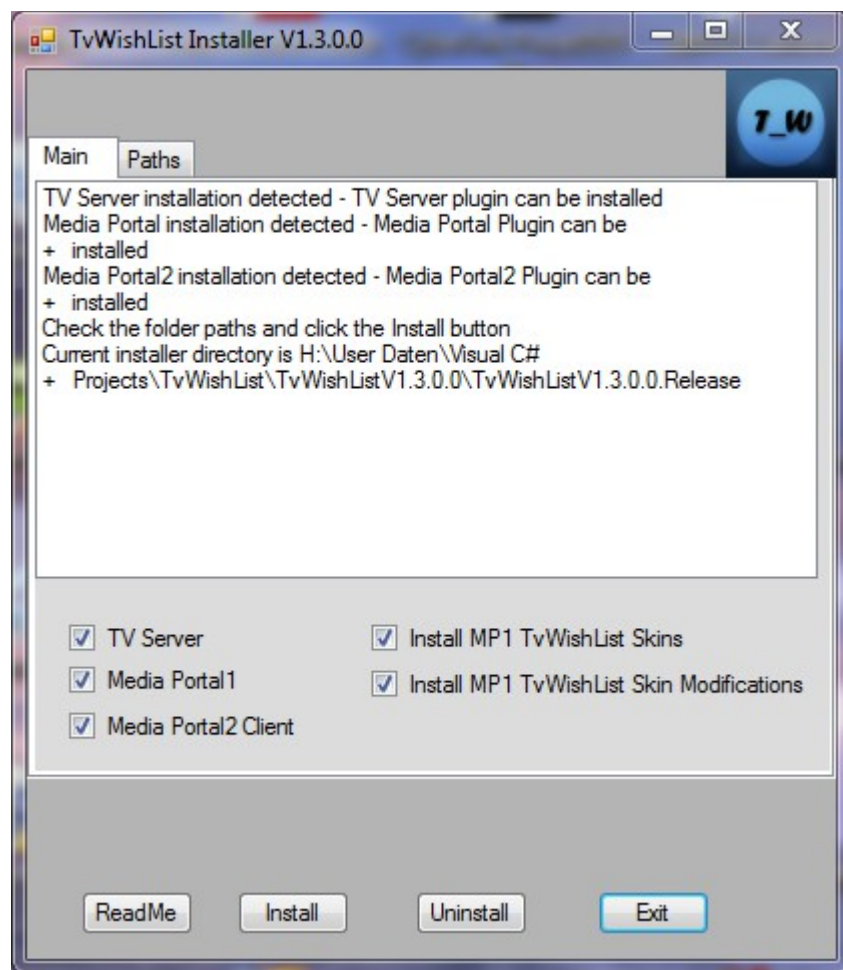 TvWishList Installer V1.3.0.0
T_W
Main
Paths
TV Server installation detected - TV Server plugin can be installed
Media Portal installation detected - Media Portal Plugin can be
+ installed
Media Portal2 installation detected - Media Portal2 Plugin can be
+ installed
Check the folder paths and click the Install button
Current installer directory is H:\User Daten\Visual C#
+ Projects\TvWishList\TvWishListV1.3.0.0\TvWishListV1.3.0.0.Release
TV Server
Install MP1 TvWishList Skins
Media Portal1
Install MP1 TvWishList Skin Modifications
Media Portal2 Client
ReadMe
Install
Uninstall
Exit